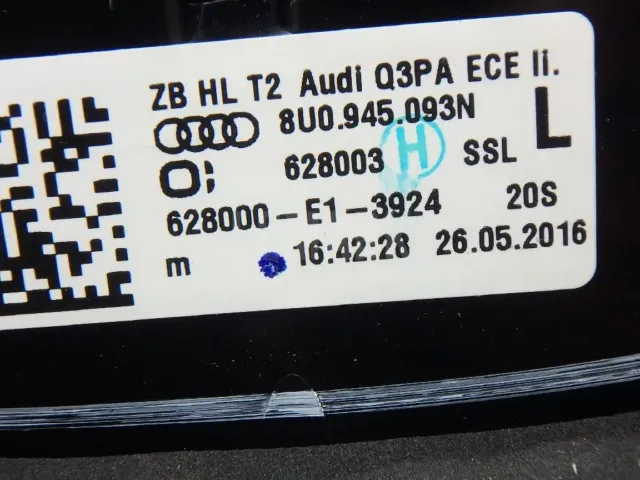 ZB HL T2 Audi Q3PA ECE li.
8U0.945.093N L
628003 H SSL
628000-E1-3924 20S
m 16:42:28 26.05.2016